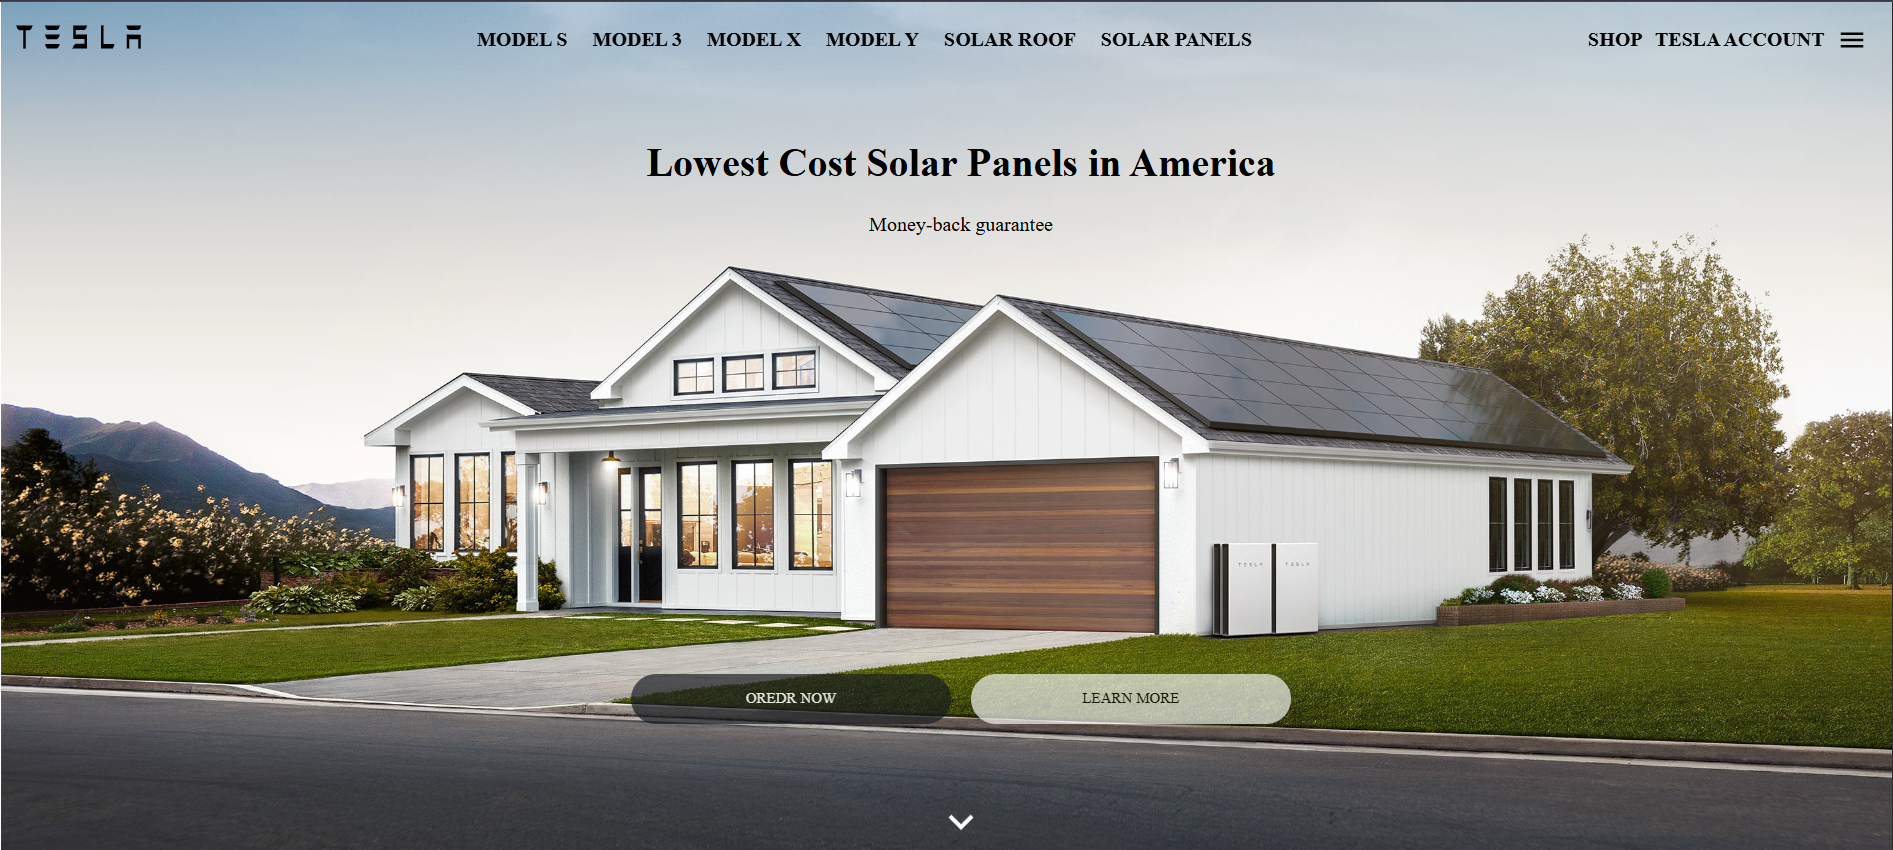 TESLA
MODEL S MODEL 3 MODEL X MODEL Y SOLAR ROOF SOLAR PANELS
SHOP TESLA ACCOUNT
Lowest Cost Solar Panels in America
Money-back guarantee
TESLA TESLA
OREDR NOW
LEARN MORE